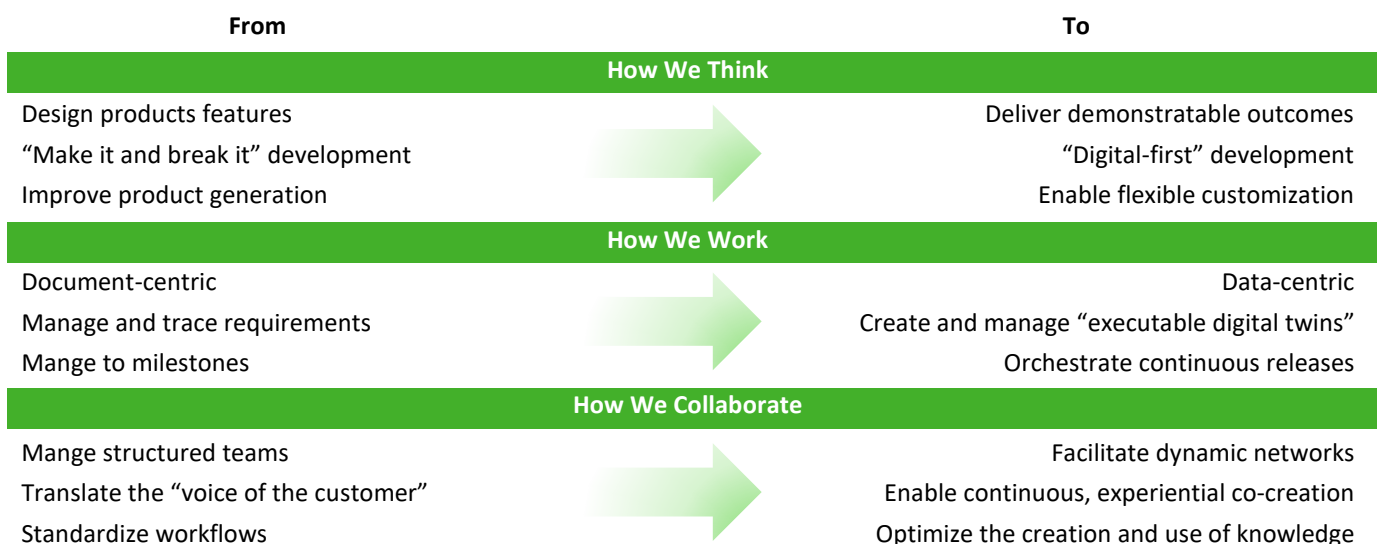 From To
How We Think
Design products features Deliver demonstratable outcomes
“Make it and break it” development “Digital-first” development
Improve product generation Enable flexible customization
How We Work
Document-centric Data-centric
Manage and trace requirements Create and manage “executable digital twins”
Mange to milestones Orchestrate continuous releases
How We Collaborate
Mange structured teams Facilitate dynamic networks
Translate the “voice of the customer” Enable continuous, experiential co-creation
Standardize workflows Optimize the creation and use of knowledge